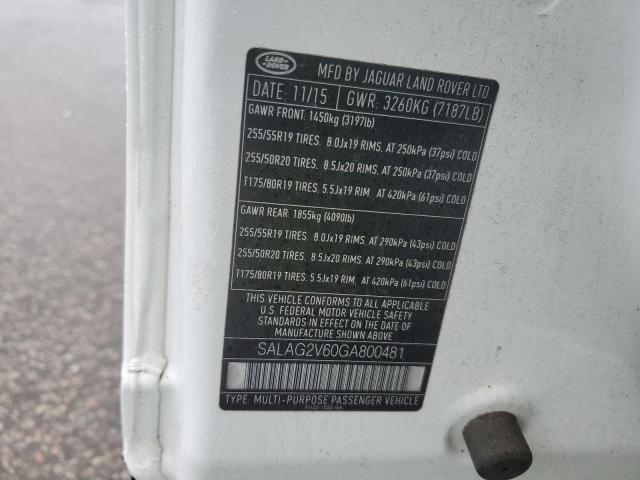 LAND
ROVER
MFD BY JAGUAR LAND ROVER LTD
DATE: 11/15 GWR: 3260KG (7187LB)
GAWR FRONT: 1450kg (3197lb)
255/55R19 TIRES. 8.0Jx19 RIMS, AT 250kPa (37psi) COLD
255/50R20 TIRES. 8.5Jx20 RIMS, AT 250kPa (37psi) COLD
T175/80R19 TIRES. 5.5Jx19 RIM, AT 420kPa (61psi) COLD
GAWR REAR: 1855kg (4090lb)
255/55R19 TIRES. 8.0Jx19 RIMS, AT 290kPa (43psi) COLD
255/50R20 TIRES. 8.5Jx20 RIMS, AT 290kPa (43psi) COLD
T175/80R19 TIRES. 5.5Jx19 RIM, AT 420kPa (61psi) COLD
THIS VEHICLE CONFORMS TO ALL APPLICABLE
U.S. FEDERAL MOTOR VEHICLE SAFETY
STANDARDS IN EFFECT ON THE DATE OF
MANUFACTURE SHOWN ABOVE
SALAG2V60GA800481
TYPE: MULTI-PURPOSE PASSENGER VEHICLE